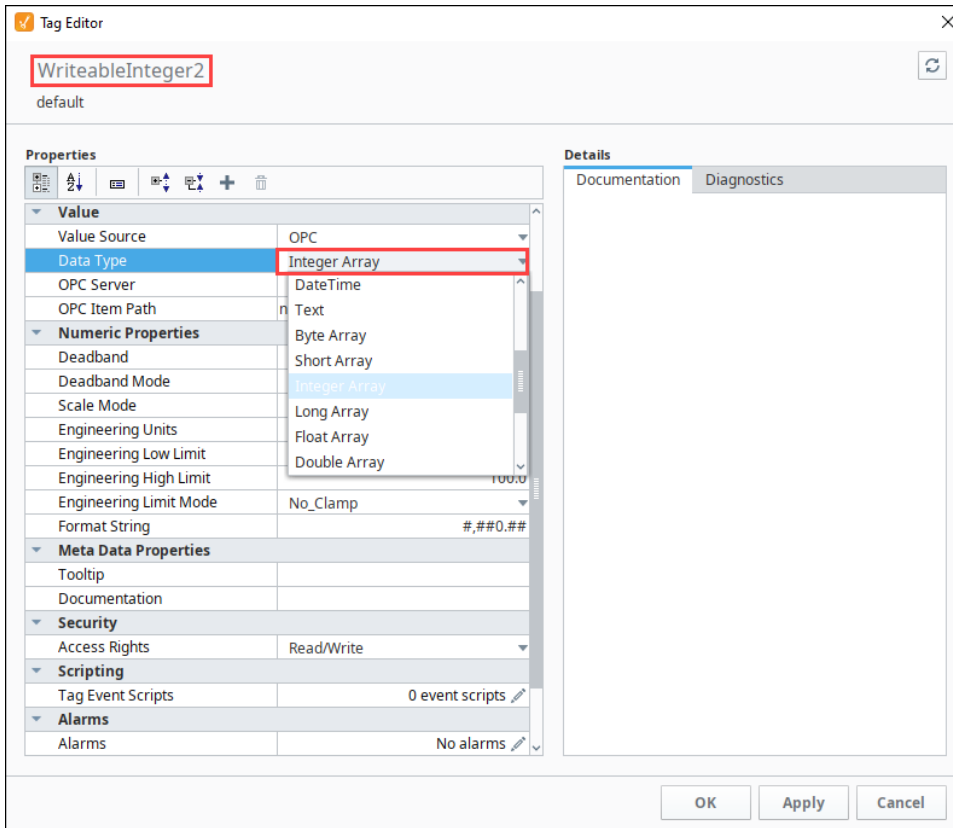 Tag Editor
WriteableInteger2
default
Properties
Details
Documentation Diagnostics
Value
Value Source OPC
Data Type Integer Array
OPC Server DateTime
OPC Item Path n Text
Byte Array
Numeric Properties
Deadband Short Array
Deadband Mode Integer Array
Scale Mode Long Array
Engineering Units Float Array
Engineering Low Limit Double Array
Engineering High Limit 100.0
Engineering Limit Mode No_Clamp
Format String #,##0.##
Meta Data Properties
Tooltip
Documentation
Security
Access Rights Read/Write
Scripting
Tag Event Scripts 0 event scripts
Alarms
Alarms No alarms
OK Apply Cancel